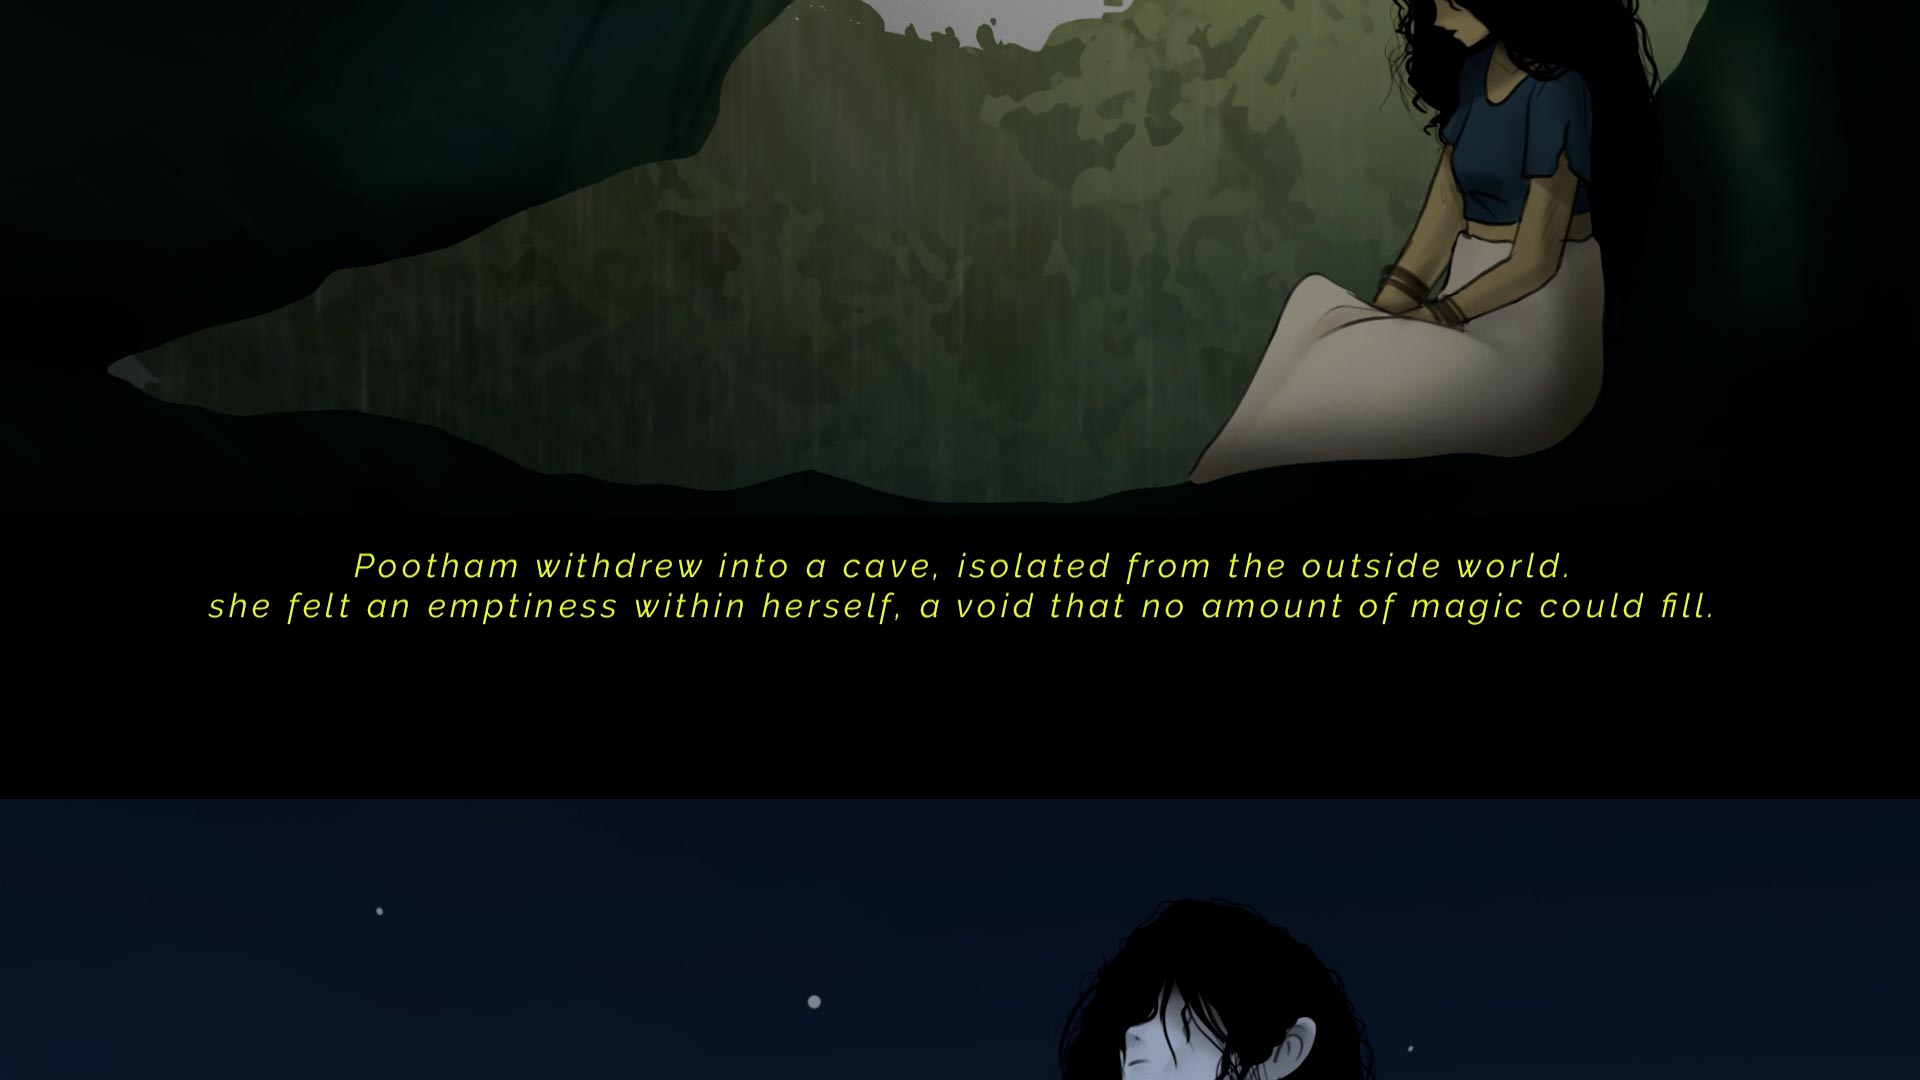 Pootham withdrew into a cave, isolated from the outside world.
she felt an emptiness within herself, a void that no amount of magic could fill.